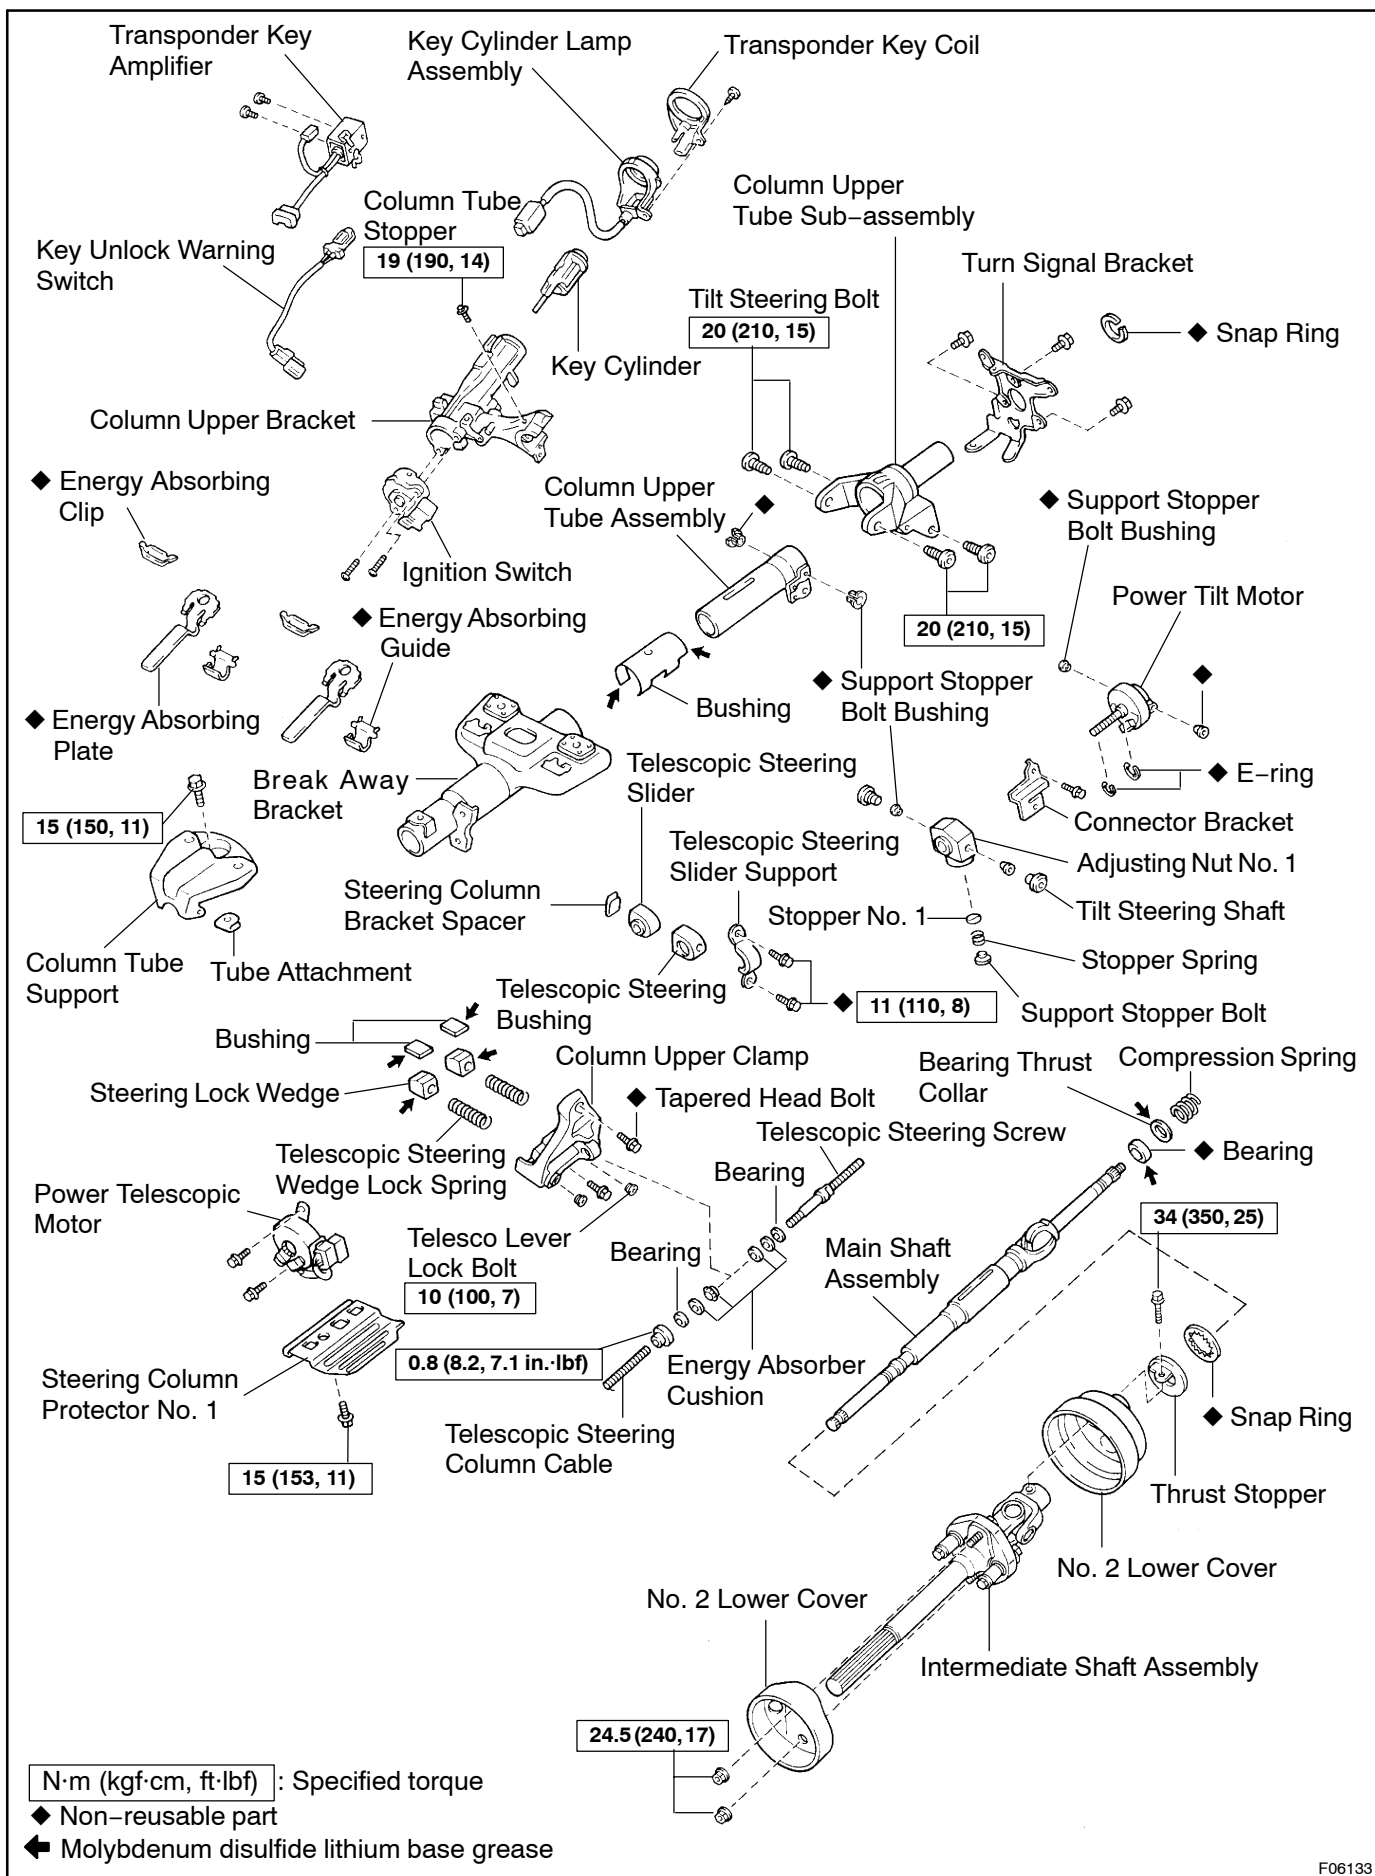 Transponder Key
Amplifier
Key Cylinder Lamp
Assembly
Transponder Key Coil
Column Tube
Stopper
19 (190, 14)
Key Unlock Warning
Switch
Column Upper
Tube Sub−assembly
Turn Signal Bracket
Tilt Steering Bolt
20 (210, 15)
◆ Snap Ring
Key Cylinder
Column Upper Bracket
◆ Energy Absorbing
Clip
Column Upper
Tube Assembly
◆
◆ Support Stopper
Bolt Bushing
Ignition Switch
Power Tilt Motor
◆ Energy Absorbing
Guide
20 (210, 15)
◆ Support Stopper
Bolt Bushing
◆
Bushing
◆ Energy Absorbing
Plate
Break Away
Bracket
Telescopic Steering
Slider
◆ E−ring
15 (150, 11)
Connector Bracket
Telescopic Steering
Slider Support
Adjusting Nut No. 1
Steering Column
Bracket Spacer
Stopper No. 1
Tilt Steering Shaft
Column Tube
Support
Tube Attachment
Stopper Spring
Telescopic Steering
Bushing
◆ 11 (110, 8)
Support Stopper Bolt
Bushing
Column Upper Clamp
Bearing Thrust
Collar
Compression Spring
Steering Lock Wedge
◆ Tapered Head Bolt
Telescopic Steering Screw
Telescopic Steering
Wedge Lock Spring
Bearing
◆ Bearing
Power Telescopic
Motor
34 (350, 25)
Telesco Lever
Lock Bolt
10 (100, 7)
Bearing
Main Shaft
Assembly
0.8 (8.2, 7.1 in.·lbf)
Energy Absorber
Cushion
Steering Column
Protector No. 1
◆ Snap Ring
Telescopic Steering
Column Cable
15 (153, 11)
Thrust Stopper
No. 2 Lower Cover
No. 2 Lower Cover
Intermediate Shaft Assembly
24.5 (240, 17)
N·m (kgf·cm, ft·lbf) : Specified torque
◆ Non−reusable part
Molybdenum disulfide lithium base grease
F06133